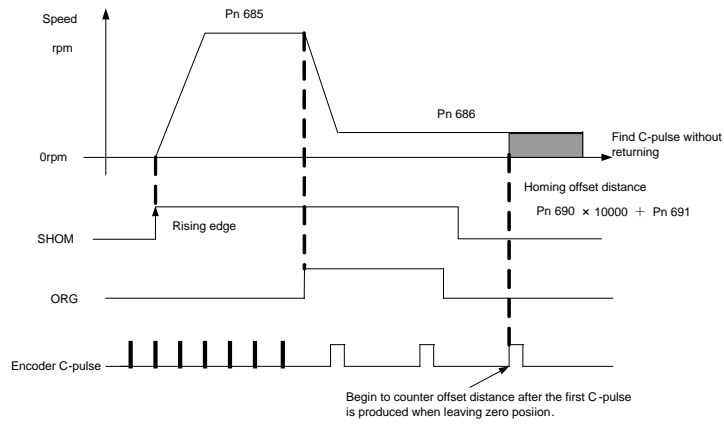 Speed
rpm
Pn 685
Pn 686
0rpm
Find C-pulse without
returning
Homing offset distance
Pn 690 × 10000 + Pn 691
Rising edge
SHOM
ORG
Encoder C-pulse
Begin to counter offset distance after the first C-pulse
is produced when leaving zero posiion.